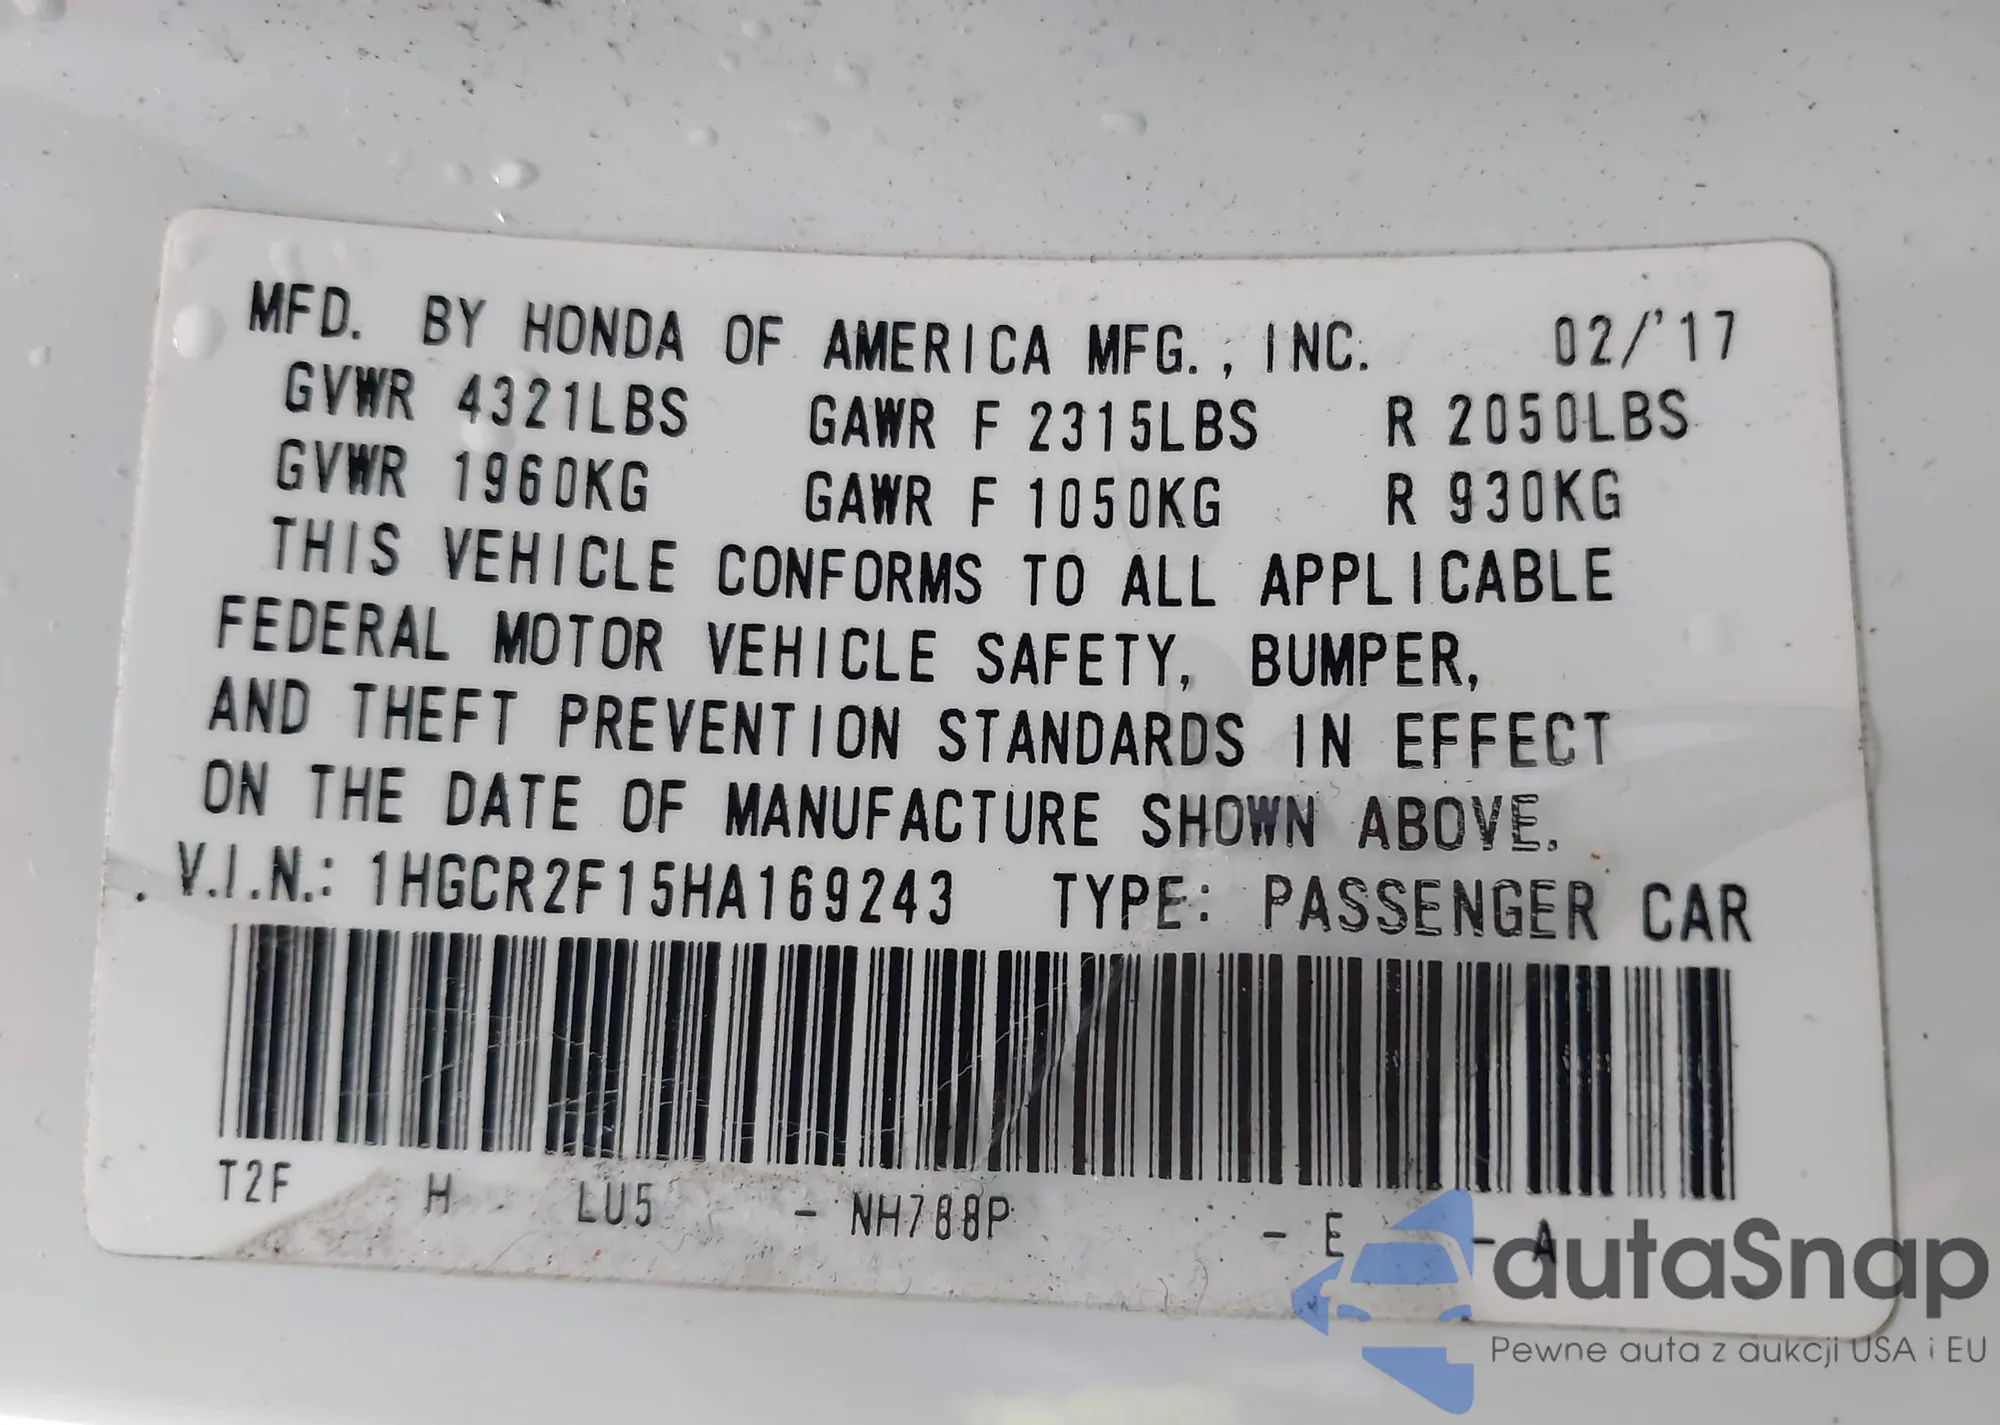 MFD. BY HONDA OF AMERICA MFG., INC. 02/'17
GVWR 4321LBS GAWR F 2315LBS R 2050LBS
GVWR 1960KG GAWR F 1050KG R 930KG
THIS VEHICLE CONFORMS TO ALL APPLICABLE
FEDERAL MOTOR VEHICLE SAFETY, BUMPER,
AND THEFT PREVENTION STANDARDS IN EFFECT
ON THE DATE OF MANUFACTURE SHOWN ABOVE.
V.I.N.: 1HGCR2F15HA169243 TYPE: PASSENGER CAR
T2F H LU5 - NH788P - E - A
autaSnap
Pewne auta z aukcji USA i EU